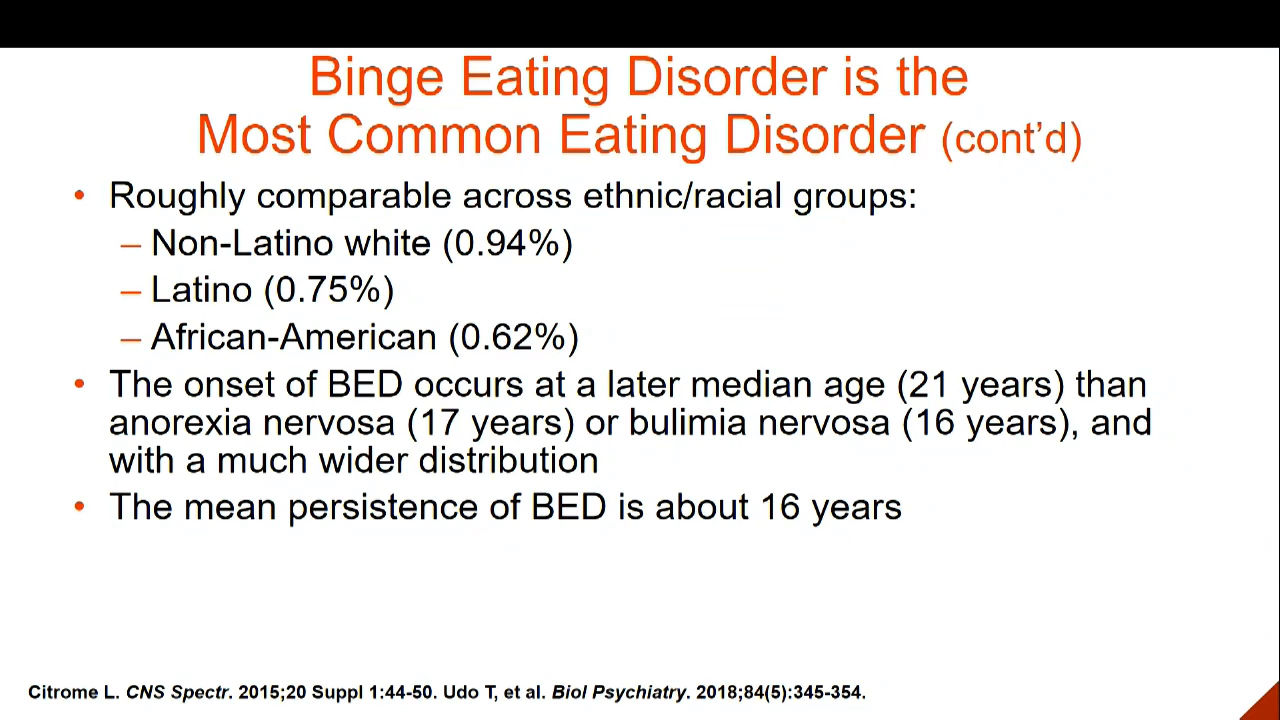 Binge Eating Disorder is the
Most Common Eating Disorder (cont’d)
• Roughly comparable across ethnic/racial groups:
– Non-Latino white (0.94%)
– Latino (0.75%)
– African-American (0.62%)
• The onset of BED occurs at a later median age (21 years) than
anorexia nervosa (17 years) or bulimia nervosa (16 years), and
with a much wider distribution
• The mean persistence of BED is about 16 years
Citrome L. CNS Spectr. 2015;20 Suppl 1:44-50. Udo T, et al. Biol Psychiatry. 2018;84(5):345-354.